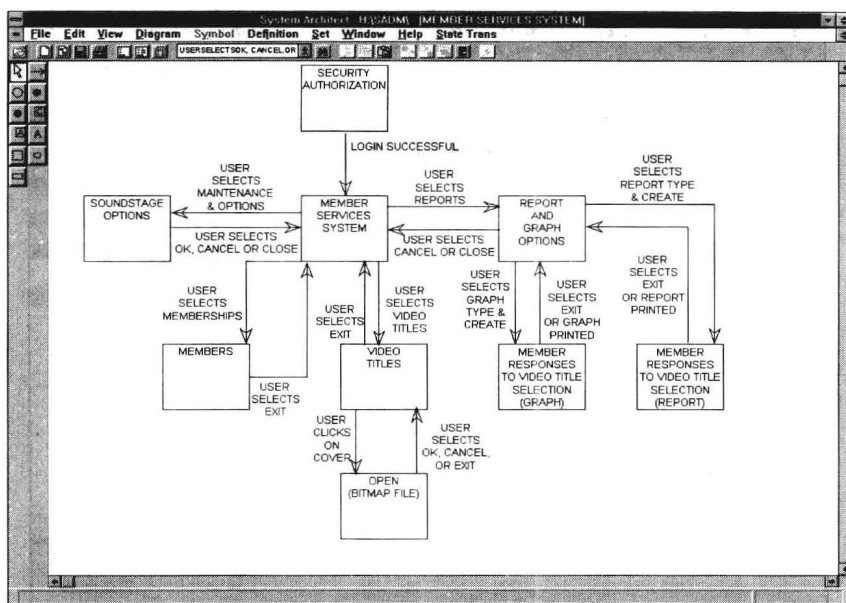 System Architect H:\SADM\ [MEMBER SERVICES SYSTEM]
File Edit View Diagram Symbol Definition Set Window Help State Trans
USER SELECTS OK, CANCEL OR
SECURITY
AUTHORIZATION
LOGIN SUCCESSFUL
USER
SELECTS
MAINTENANCE
& OPTIONS
USER
SELECTS
REPORTS
USER
SELECTS
REPORT TYPE
& CREATE
SOUNDSTAGE
OPTIONS
MEMBER
SERVICES
SYSTEM
REPORT
AND
GRAPH
OPTIONS
USER SELECTS
OK, CANCEL OR CLOSE
USER SELECTS
CANCEL OR CLOSE
USER
SELECTS
MEMBERSHIPS
USER
SELECTS
EXIT
USER
SELECTS
VIDEO
TITLES
USER
SELECTS
GRAPH
TYPE &
CREATE
USER
SELECTS
EXIT
OR GRAPH
PRINTED
USER
SELECTS
EXIT
OR REPORT
PRINTED
MEMBERS
USER
SELECTS
EXIT
VIDEO
TITLES
MEMBER
RESPONSES
TO VIDEO TITLE
SELECTION
(GRAPH)
MEMBER
RESPONSES
TO VIDEO TITLE
SELECTION
(REPORT)
USER
CLICKS
ON
COVER
USER
SELECTS
OK, CANCEL,
OR EXIT
OPEN
(BITMAP FILE)